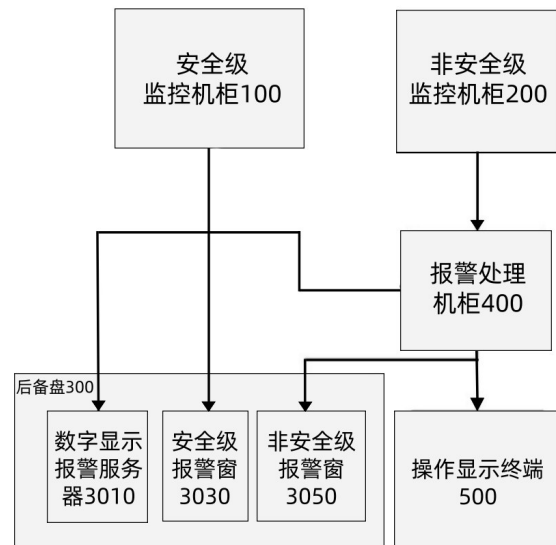 安全级
监控机柜100
非安全级
监控机柜200
报警处理
机柜400
后备盘300
数字显示
报警服务
器3010
安全级
报警窗
3030
非安全级
报警窗
3050
操作显示终端
500